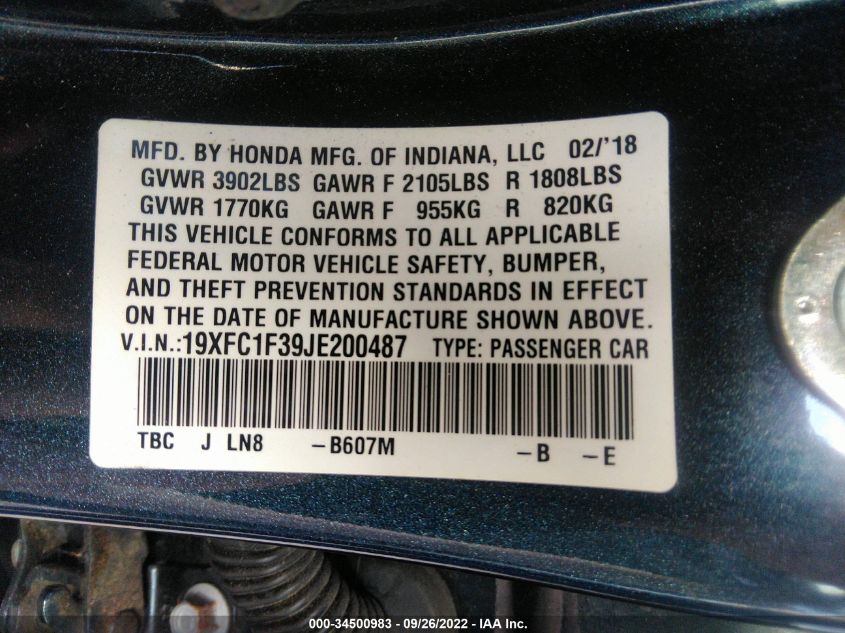 MFD. BY HONDA MFG. OF INDIANA, LLC 02/'18
GVWR 3902LBS GAWR F 2105LBS R 1808LBS
GVWR 1770KG GAWR F 955KG R 820KG
THIS VEHICLE CONFORMS TO ALL APPLICABLE
FEDERAL MOTOR VEHICLE SAFETY, BUMPER,
AND THEFT PREVENTION STANDARDS IN EFFECT
ON THE DATE OF MANUFACTURE SHOWN ABOVE.
V.I.N.:19XFC1F39JE200487 TYPE: PASSENGER CAR
TBC J LN8 –B607M –B –E
000-34500983 - 09/26/2022 - IAA Inc.